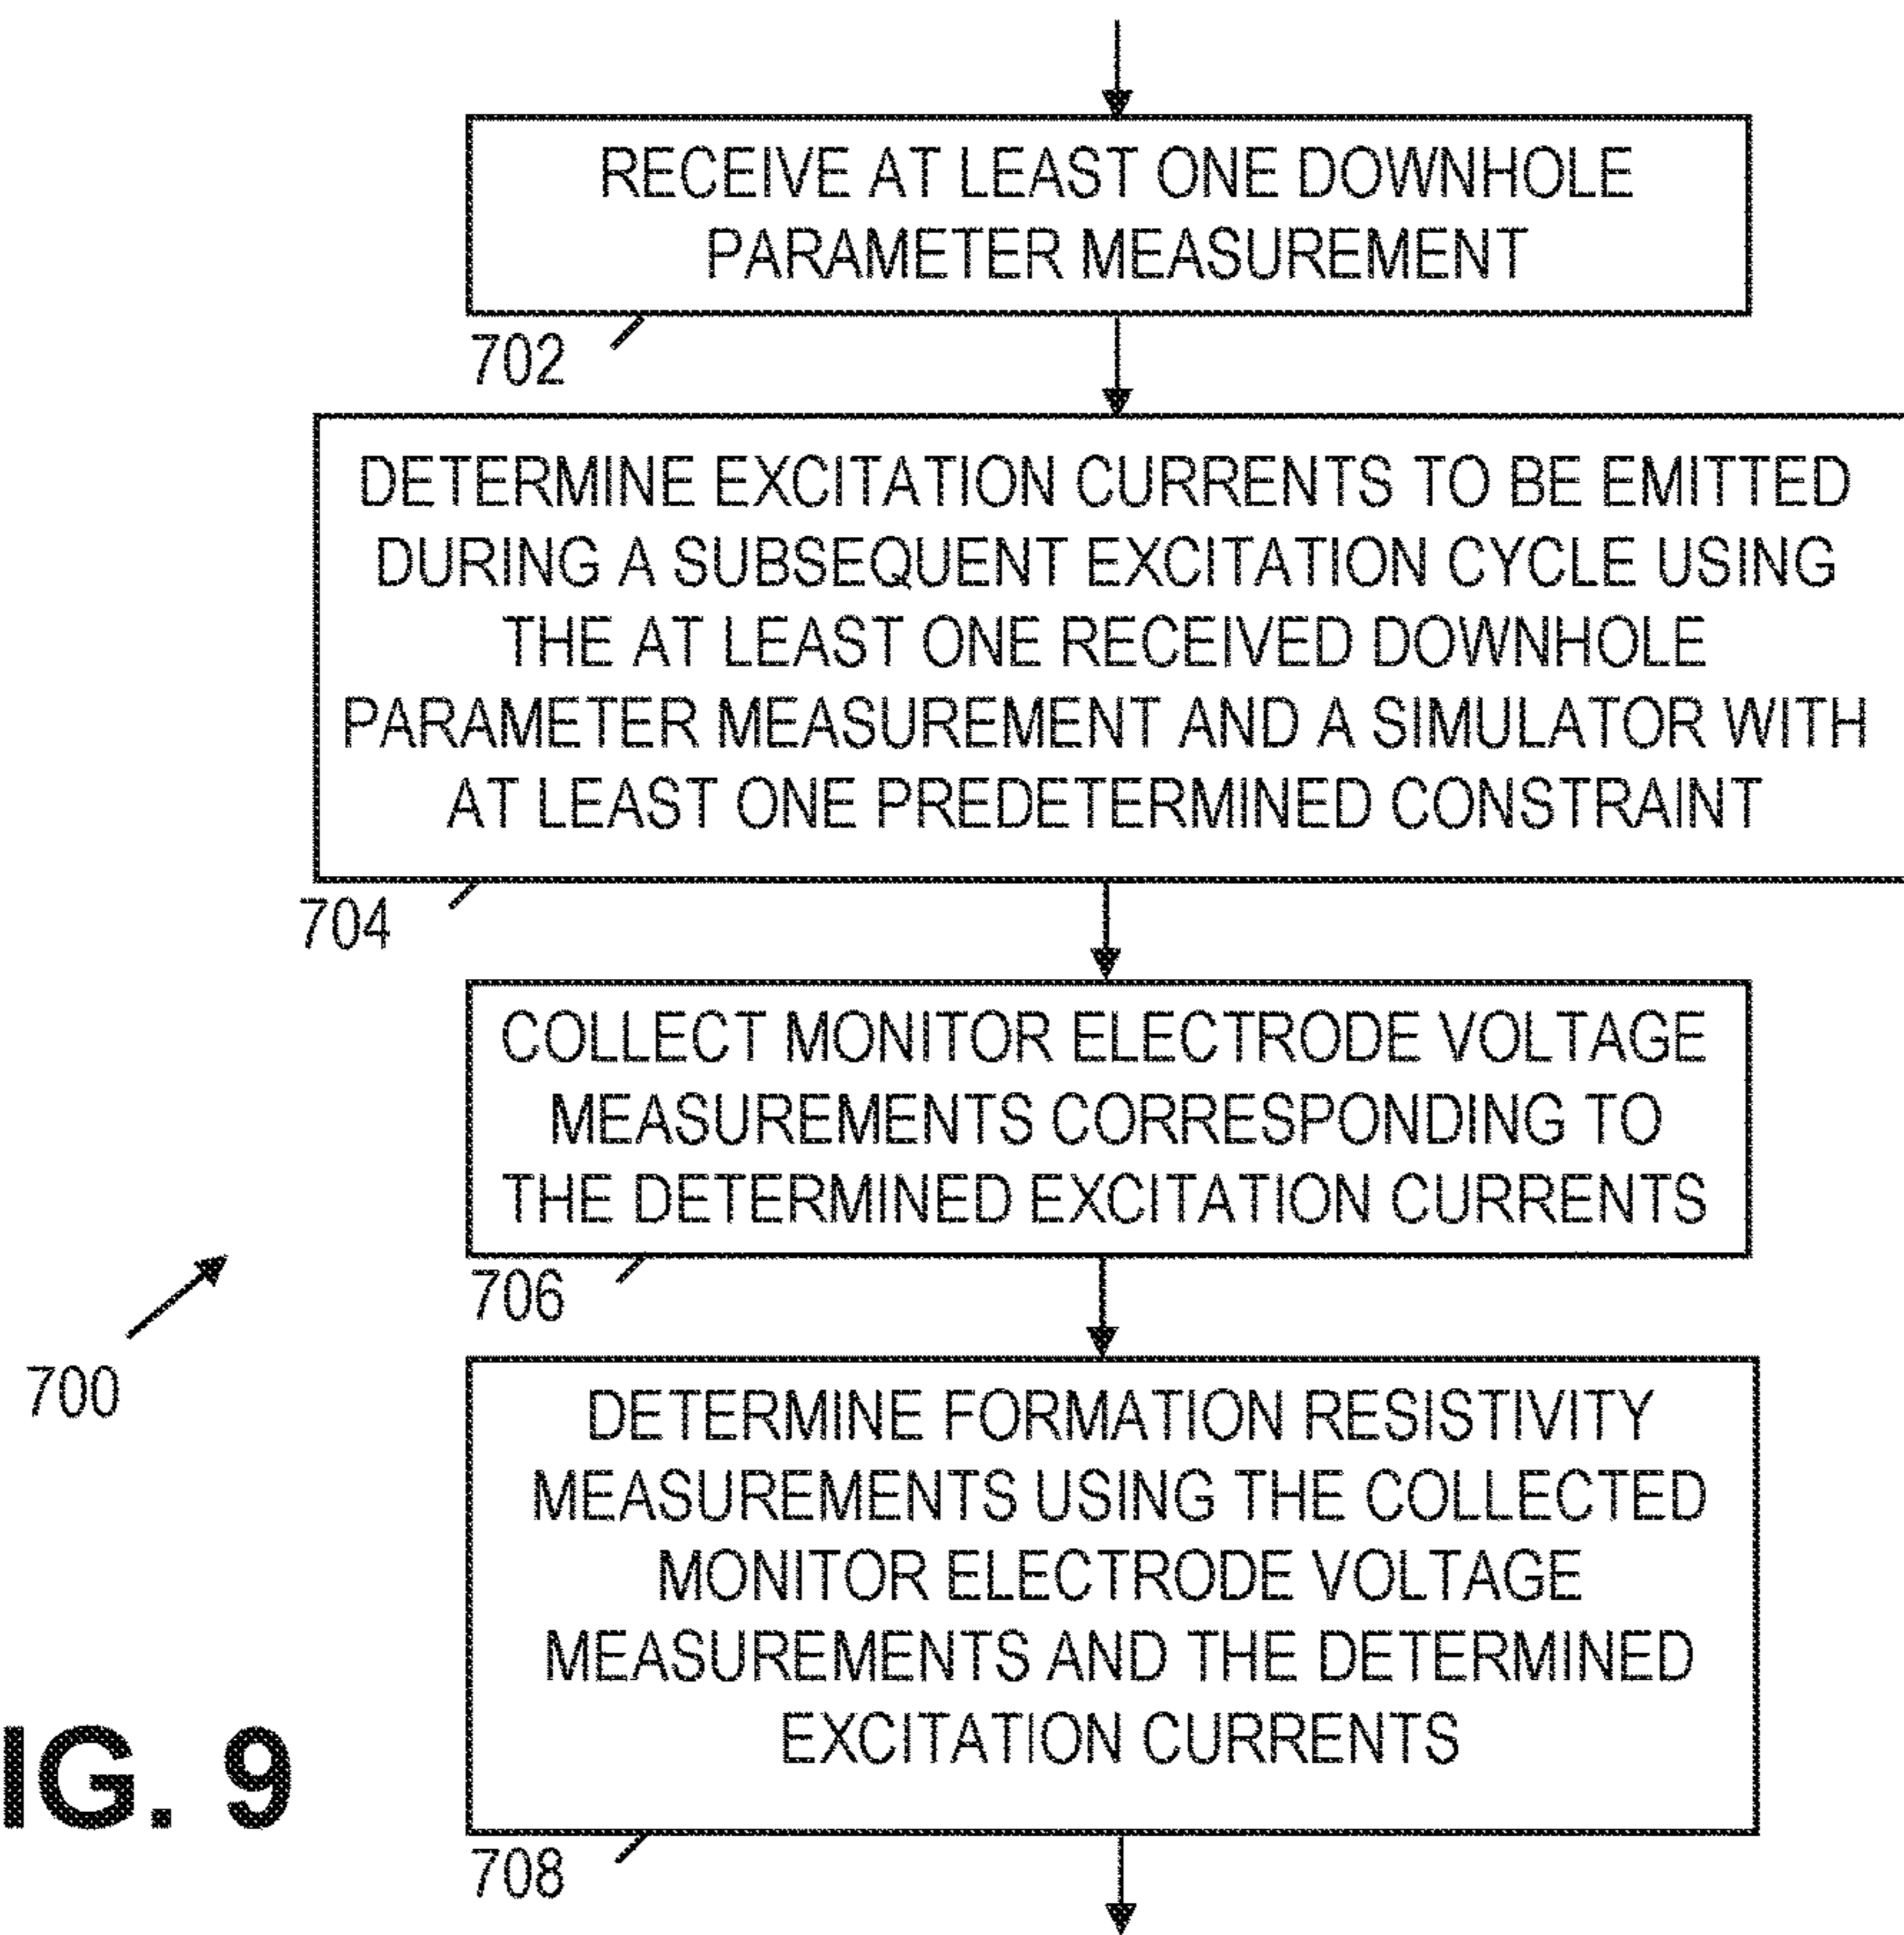 RECEIVE AT LEAST ONE DOWNHOLE
PARAMETER MEASUREMENT
702
DETERMINE EXCITATION CURRENTS TO BE EMITTED
DURING A SUBSEQUENT EXCITATION CYCLE USING
THE AT LEAST ONE RECEIVED DOWNHOLE
PARAMETER MEASUREMENT AND A SIMULATOR WITH
AT LEAST ONE PREDETERMINED CONSTRAINT
704
COLLECT MONITOR ELECTRODE VOLTAGE
MEASUREMENTS CORRESPONDING TO
THE DETERMINED EXCITATION CURRENTS
706
700
DETERMINE FORMATION RESISTIVITY
MEASUREMENTS USING THE COLLECTED
MONITOR ELECTRODE VOLTAGE
MEASUREMENTS AND THE DETERMINED
EXCITATION CURRENTS
708
IG. 9